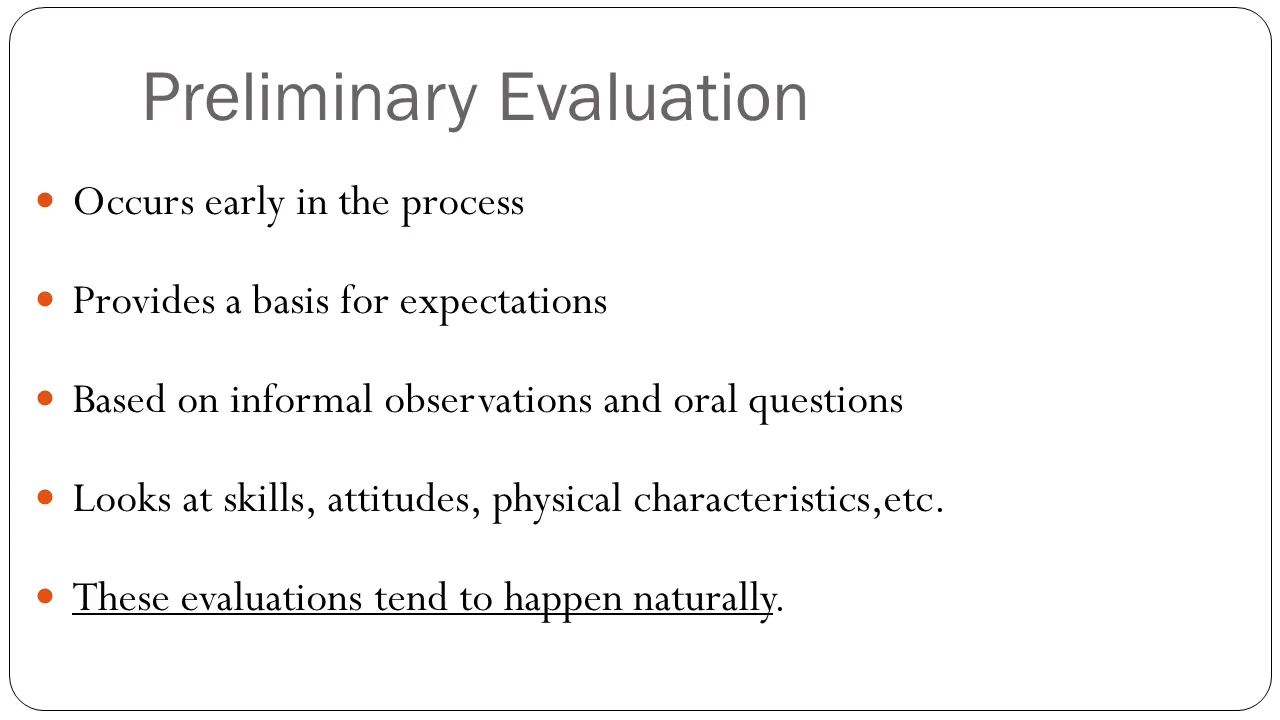 Preliminary Evaluation
Occurs early in the process
Provides a basis for expectations
Based on informal observations and oral questions
Looks at skills, attitudes, physical characteristics,etc.
These evaluations tend to happen naturally.